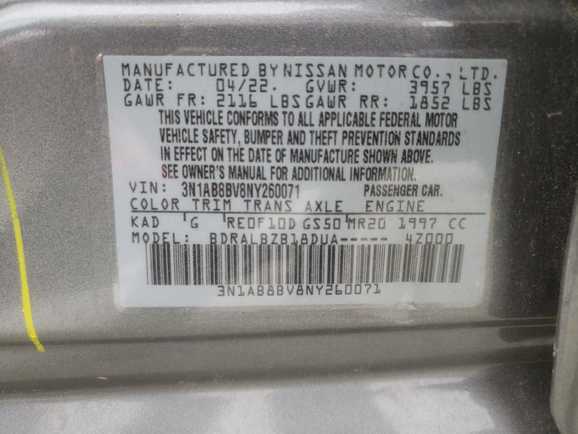 MANUFACTURED BY NISSAN MOTOR CO., LTD.
DATE: 04/22. GVWR: 3957 LBS
GAWR FR: 2116 LBS GAWR RR: 1852 LBS
THIS VEHICLE CONFORMS TO ALL APPLICABLE FEDERAL MOTOR
VEHICLE SAFETY, BUMPER AND THEFT PREVENTION STANDARDS
IN EFFECT ON THE DATE OF MANUFACTURE SHOWN ABOVE.
SEE OWNER'S MANUAL FOR ADDITIONAL INFORMATION.
VIN: 3N1AB8BV8NY260071 PASSENGER CAR.
COLOR TRIM TRANS AXLE ENGINE
KAD G RE0F10D GS50 MR20 1997 CC
MODEL: BDRALBZB18DUA----- 4Z000
3N1AB8BV8NY260071